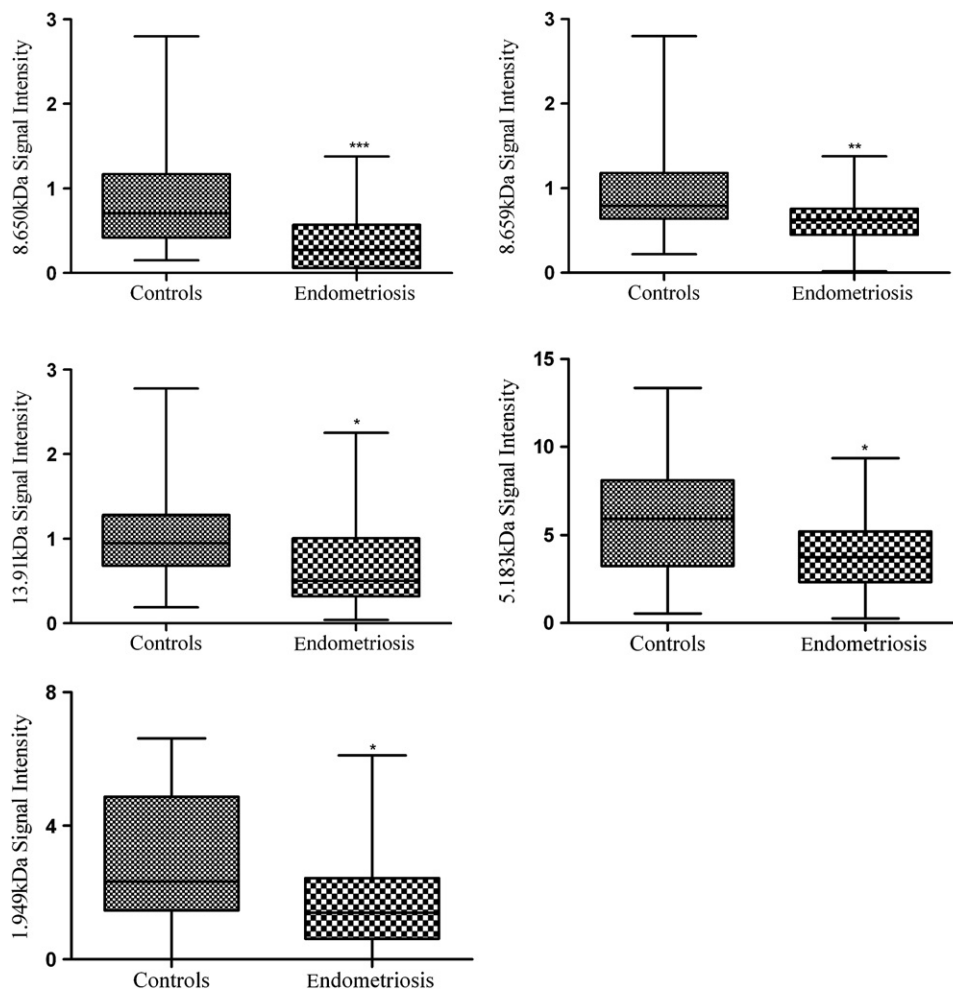 8.650kDa Signal Intensity
3
2
1
0
***
Controls
Endometriosis
8.659kDa Signal Intensity
3
2
1
0
**
Controls
Endometriosis
13.91kDa Signal Intensity
3
2
1
0
*
Controls
Endometriosis
5.183kDa Signal Intensity
15
10
5
0
*
Controls
Endometriosis
1.949kDa Signal Intensity
8
4
0
*
Controls
Endometriosis